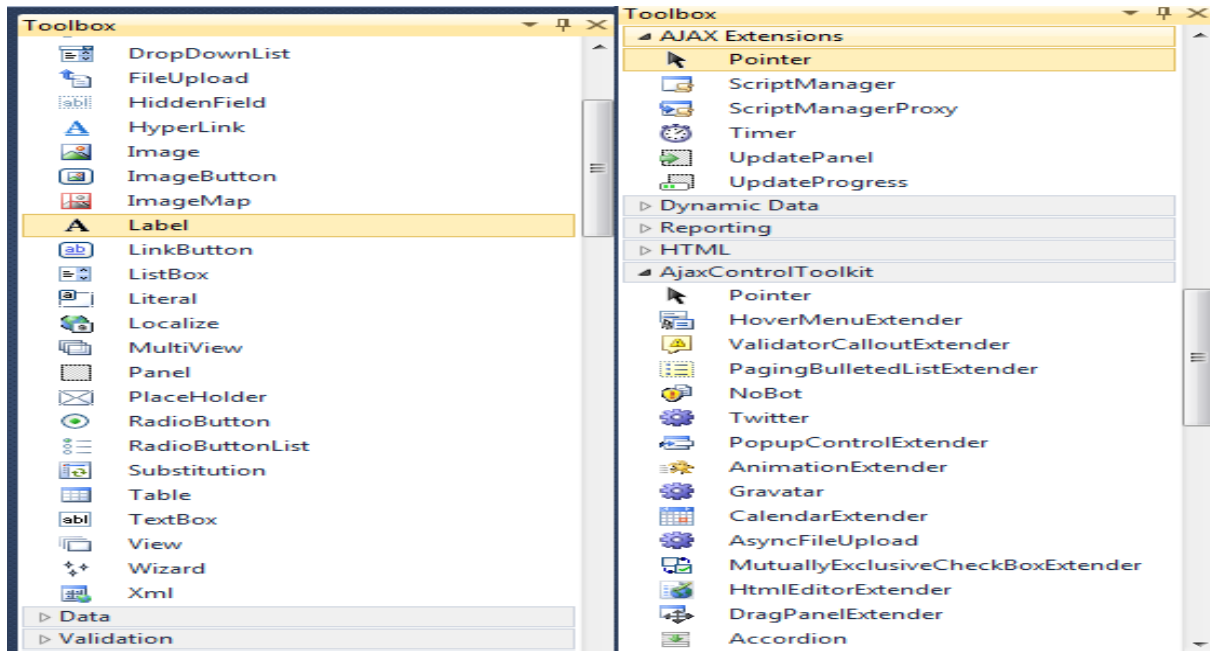 Toolbox
DropDownList
FileUpload
HiddenField
HyperLink
Image
ImageButton
ImageMap
Label
LinkButton
ListBox
Literal
Localize
MultiView
Panel
PlaceHolder
RadioButton
RadioButtonList
Substitution
Table
TextBox
View
Wizard
Xml
Data
Validation
Toolbox
AJAX Extensions
Pointer
ScriptManager
ScriptManagerProxy
Timer
UpdatePanel
UpdateProgress
Dynamic Data
Reporting
HTML
AjaxControlToolkit
Pointer
HoverMenuExtender
ValidatorCalloutExtender
PagingBulletedListExtender
NoBot
Twitter
PopupControlExtender
AnimationExtender
Gravatar
CalendarExtender
AsyncFileUpload
MutuallyExclusiveCheckBoxExtender
HtmlEditorExtender
DragPanelExtender
Accordion